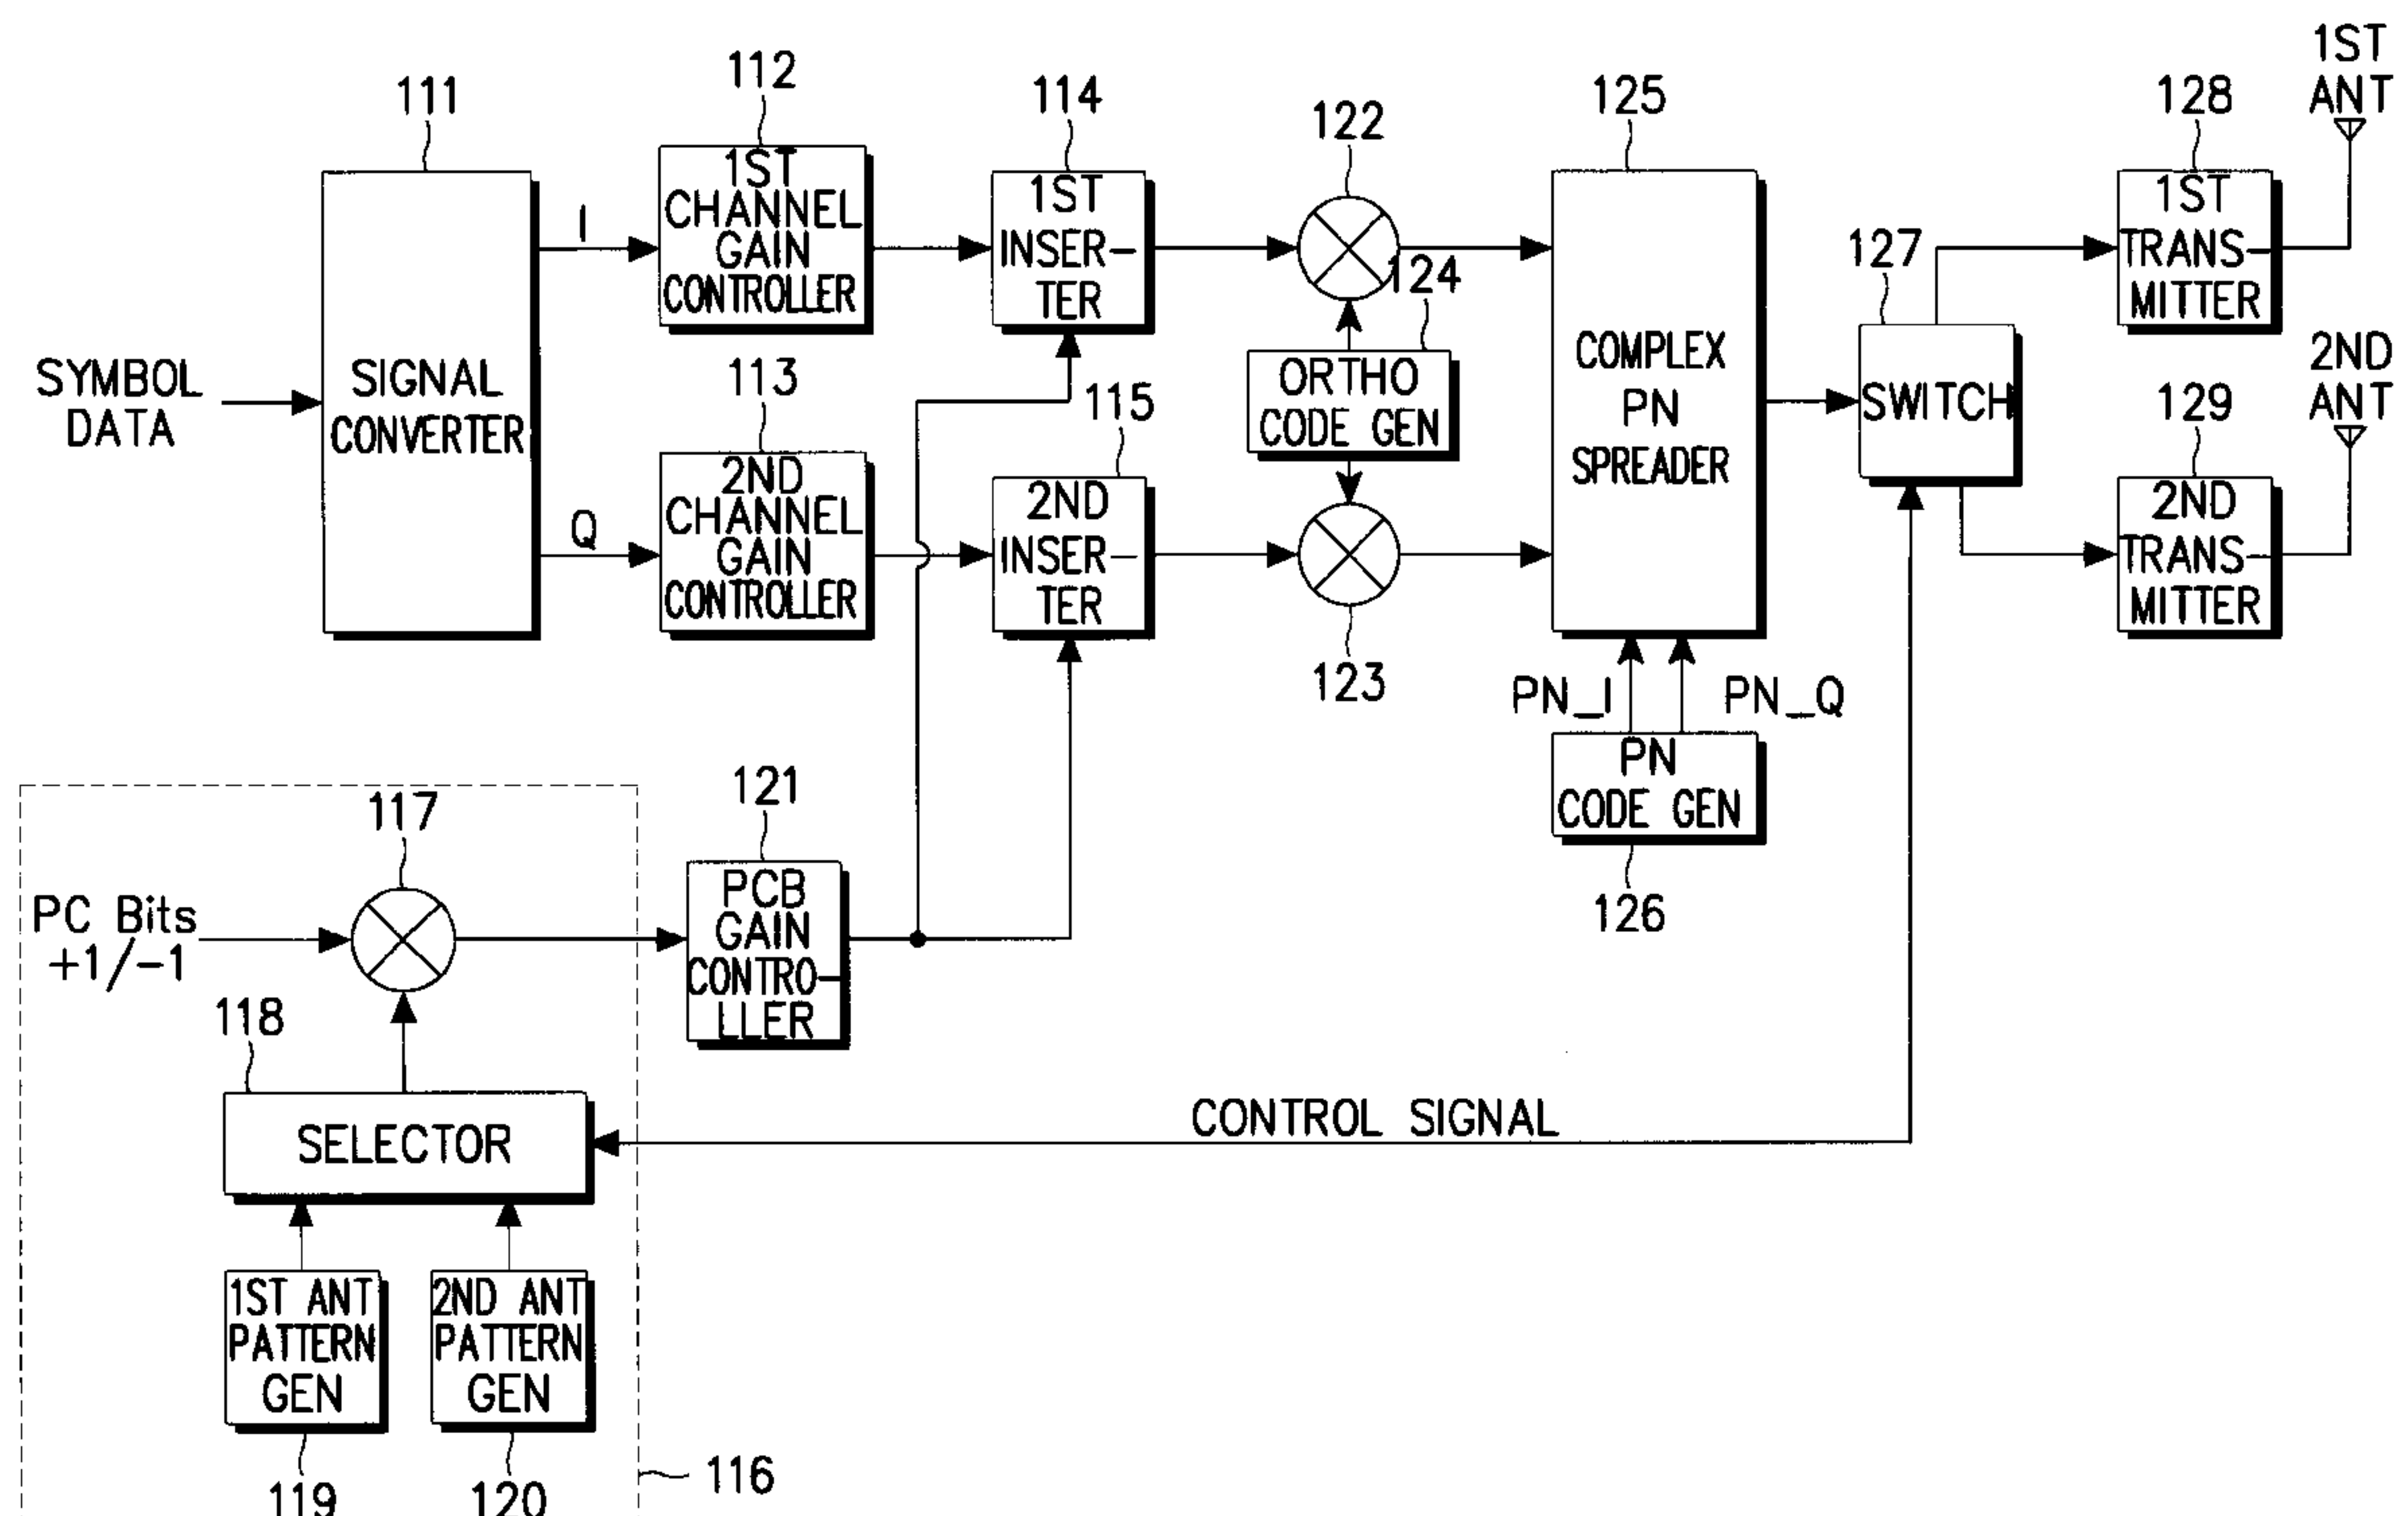 1ST
ANT
111
112
114
122
125
128
SIGNAL
CONVERTER
SYMBOL
DATA
I
Q
1ST
CHANNEL
GAIN
CONTROLLER
1ST
INSER-
TER
124
ORTHO
CODE GEN
COMPLEX
PN
SPREADER
127
SWITCH
1ST
TRANS-
MITTER
2ND
ANT
113
2ND
CHANNEL
GAIN
CONTROLLER
115
2ND
INSER-
TER
123
129
2ND
TRANS-
MITTER
PN_I
PN_Q
PN
CODE GEN
126
117
PC Bits
+1/-1
121
PCB
GAIN
CONTRO-
LLER
118
SELECTOR
CONTROL SIGNAL
1ST ANT
PATTERN
GEN
2ND ANT
PATTERN
GEN
119
120
116